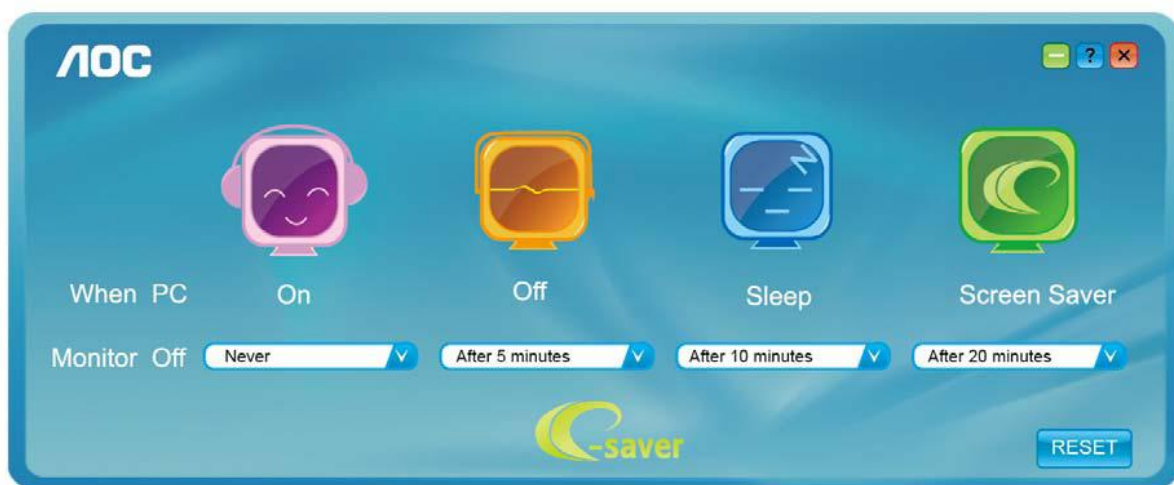 AOC
?
When PC On Off Sleep Screen Saver
Monitor Off Never After 5 minutes After 10 minutes After 20 minutes
e-saver
RESET